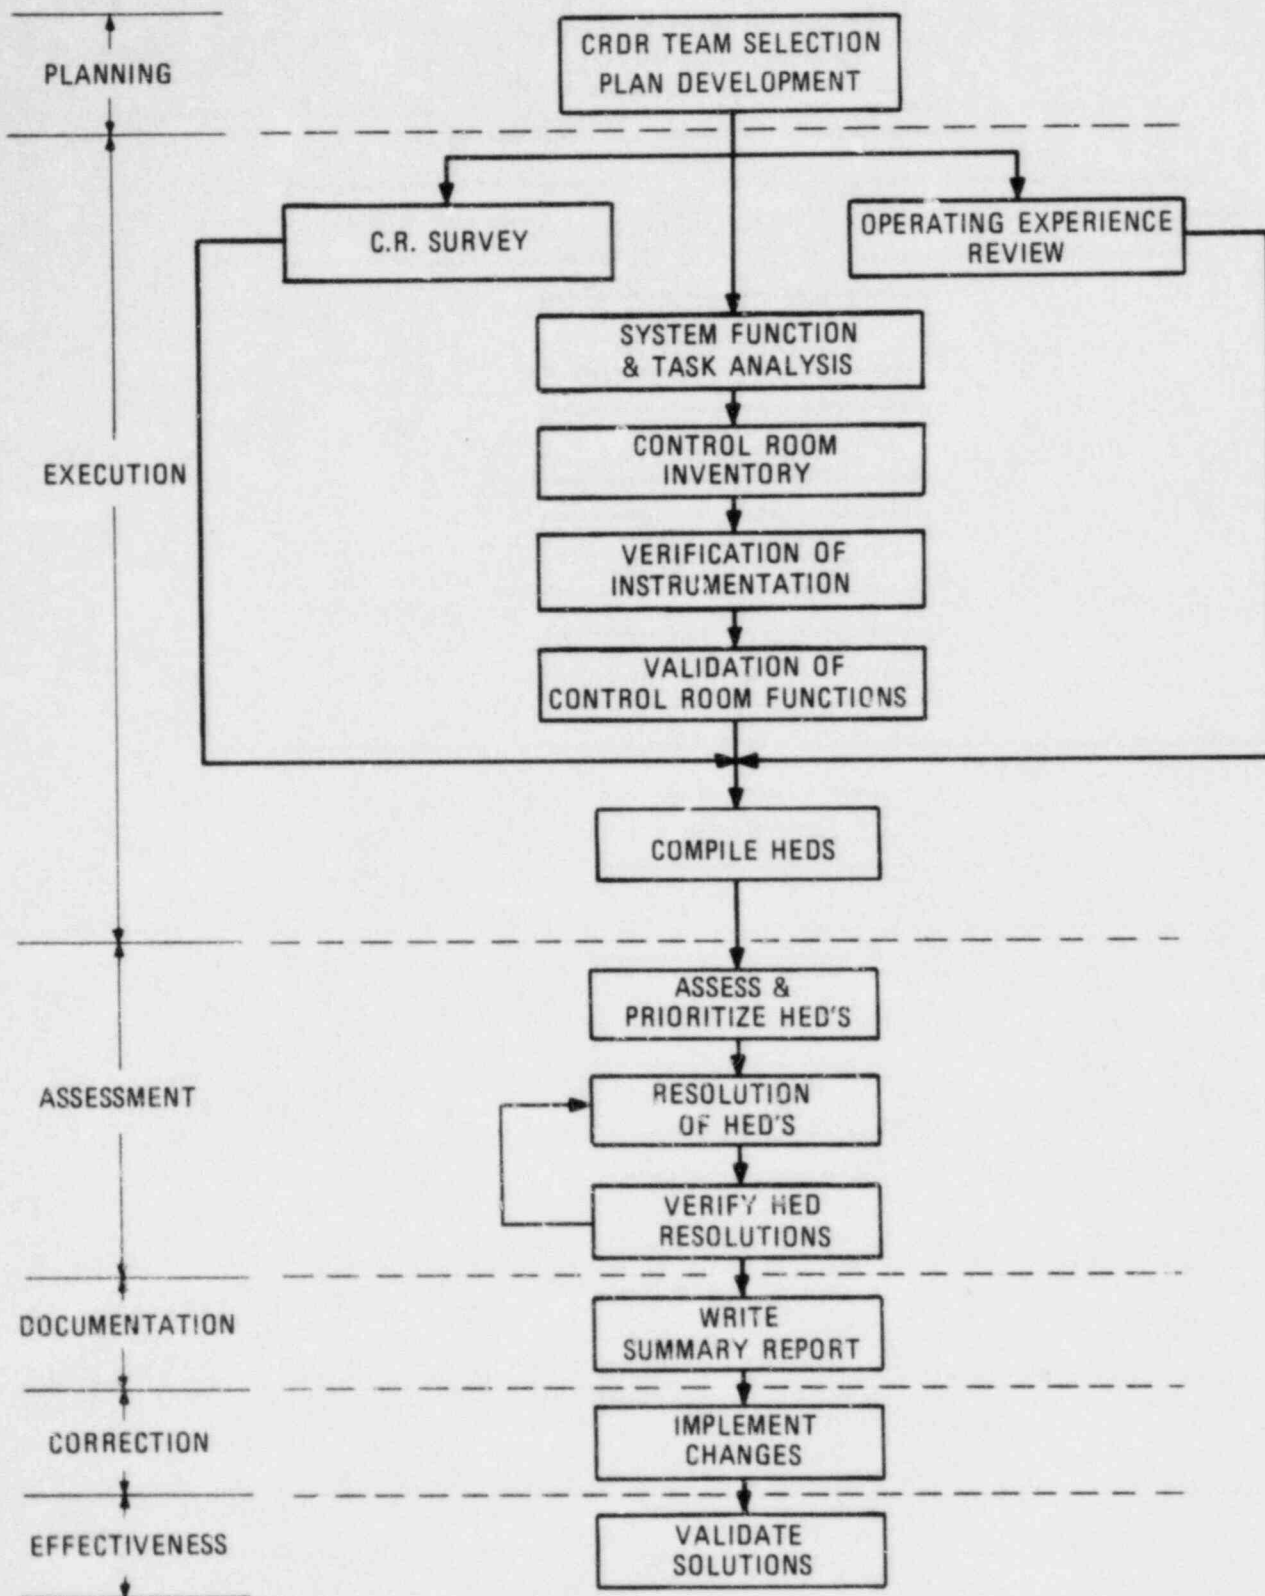 PLANNING
CRDR TEAM SELECTION
PLAN DEVELOPMENT
C.R. SURVEY
OPERATING EXPERIENCE
REVIEW
SYSTEM FUNCTION
& TASK ANALYSIS
CONTROL ROOM
INVENTORY
EXECUTION
VERIFICATION OF
INSTRUMENTATION
VALIDATION OF
CONTROL ROOM FUNCTIONS
COMPILE HEDS
ASSESS &
PRIORITIZE HED'S
ASSESSMENT
RESOLUTION
OF HED'S
VERIFY HED
RESOLUTIONS
DOCUMENTATION
WRITE
SUMMARY REPORT
CORRECTION
IMPLEMENT
CHANGES
EFFECTIVENESS
VALIDATE
SOLUTIONS